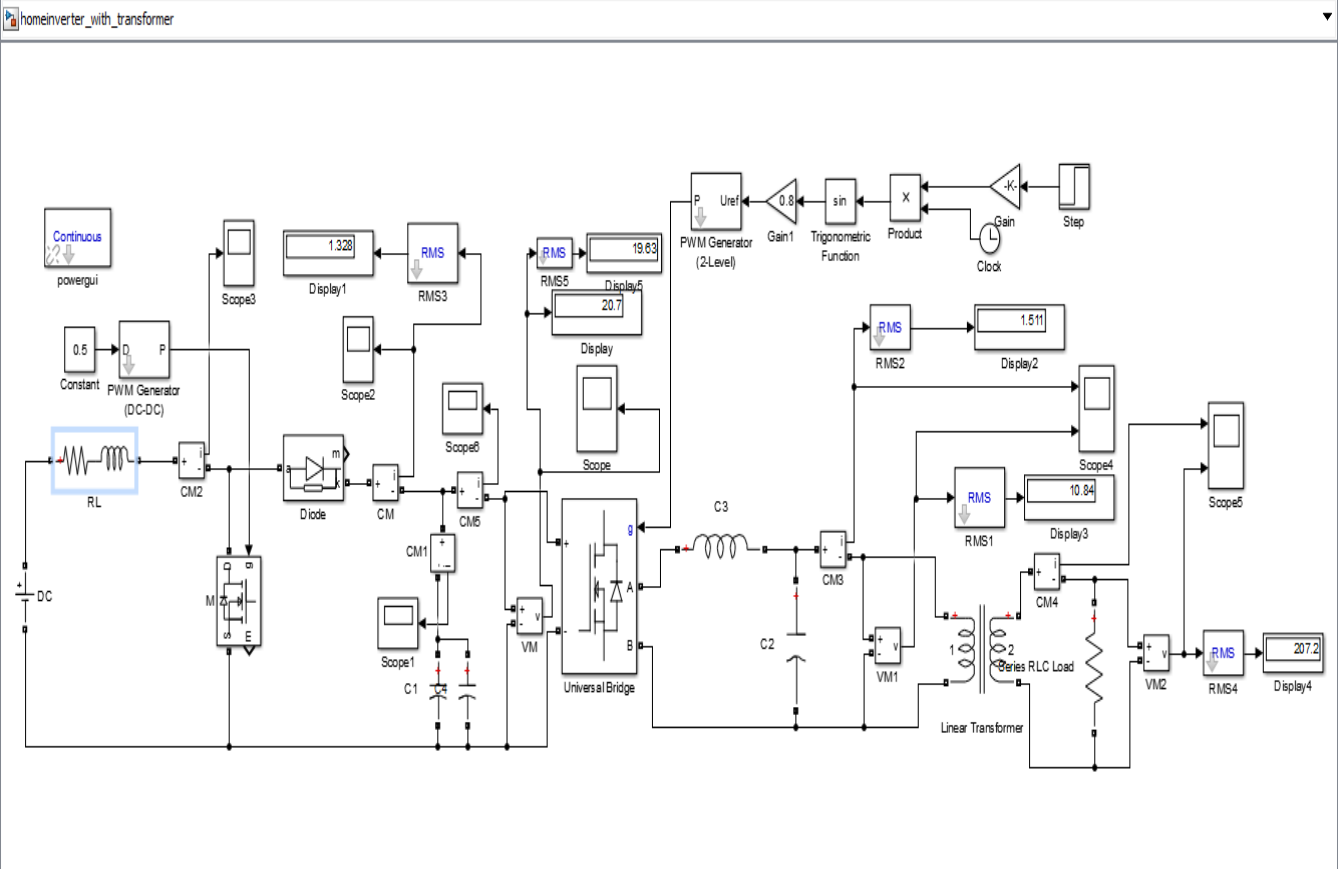 homeinverter_with_transformer
Continuous
powergui
Scope3
1.328
Display1
RMS
RMS3
RMS
RMS5
19.63
Display5
20.7
Display
P
Uref
PWM Generator
(2-Level)
0.8
Gain1
sin
Trigonometric
Function
×
Product
-K-
Gain
Clock
Step
0.5
Constant
D
P
PWM Generator
(DC-DC)
Scope2
Scope6
Scope
RMS
RMS2
1.511
Display2
Scope4
Scope5
RL
+
i
-
CM2
a
m
k
Diode
+
i
-
CM
+
i
-
CM5
C3
RMS
RMS1
10.84
Display3
+
DC
M
D
g
S
m
CM1
+
i
-
Scope1
C1
C4
+
-
v
VM
g
+
-
A
B
Universal Bridge
+
i
-
CM3
C2
+
-
v
VM1
1
2
Linear Transformer
+
i
-
CM4
Series RLC Load
+
-
v
VM2
RMS
RMS4
207.2
Display4